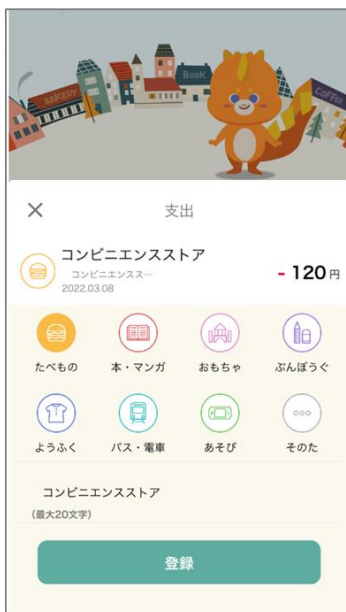 BAKERY
BOOK
COFFEE
支出
コンビニエンスストア
コンビニエンスス…
2022.03.08
- 120 円
たべもの 本・マンガ おもちゃ ぶんぼうぐ
ようふく バス・電車 あそび そのた
コンビニエンスストア
(最大20文字)
登録